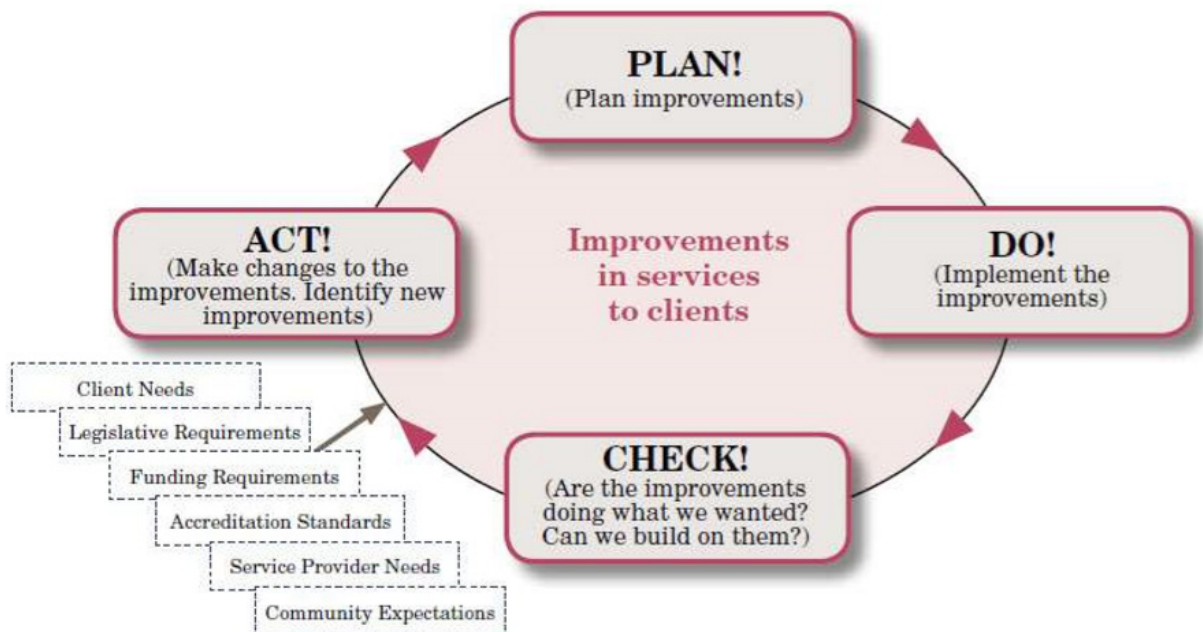 PLAN!
(Plan improvements)
ACT!
(Make changes to the
improvements. Identify new
improvements)
Improvements
in services
to clients
DO!
(Implement the
improvements)
CHECK!
(Are the improvements
doing what we wanted?
Can we build on them?)
Client Needs
Legislative Requirements
Funding Requirements
Accreditation Standards
Service Provider Needs
Community Expectations